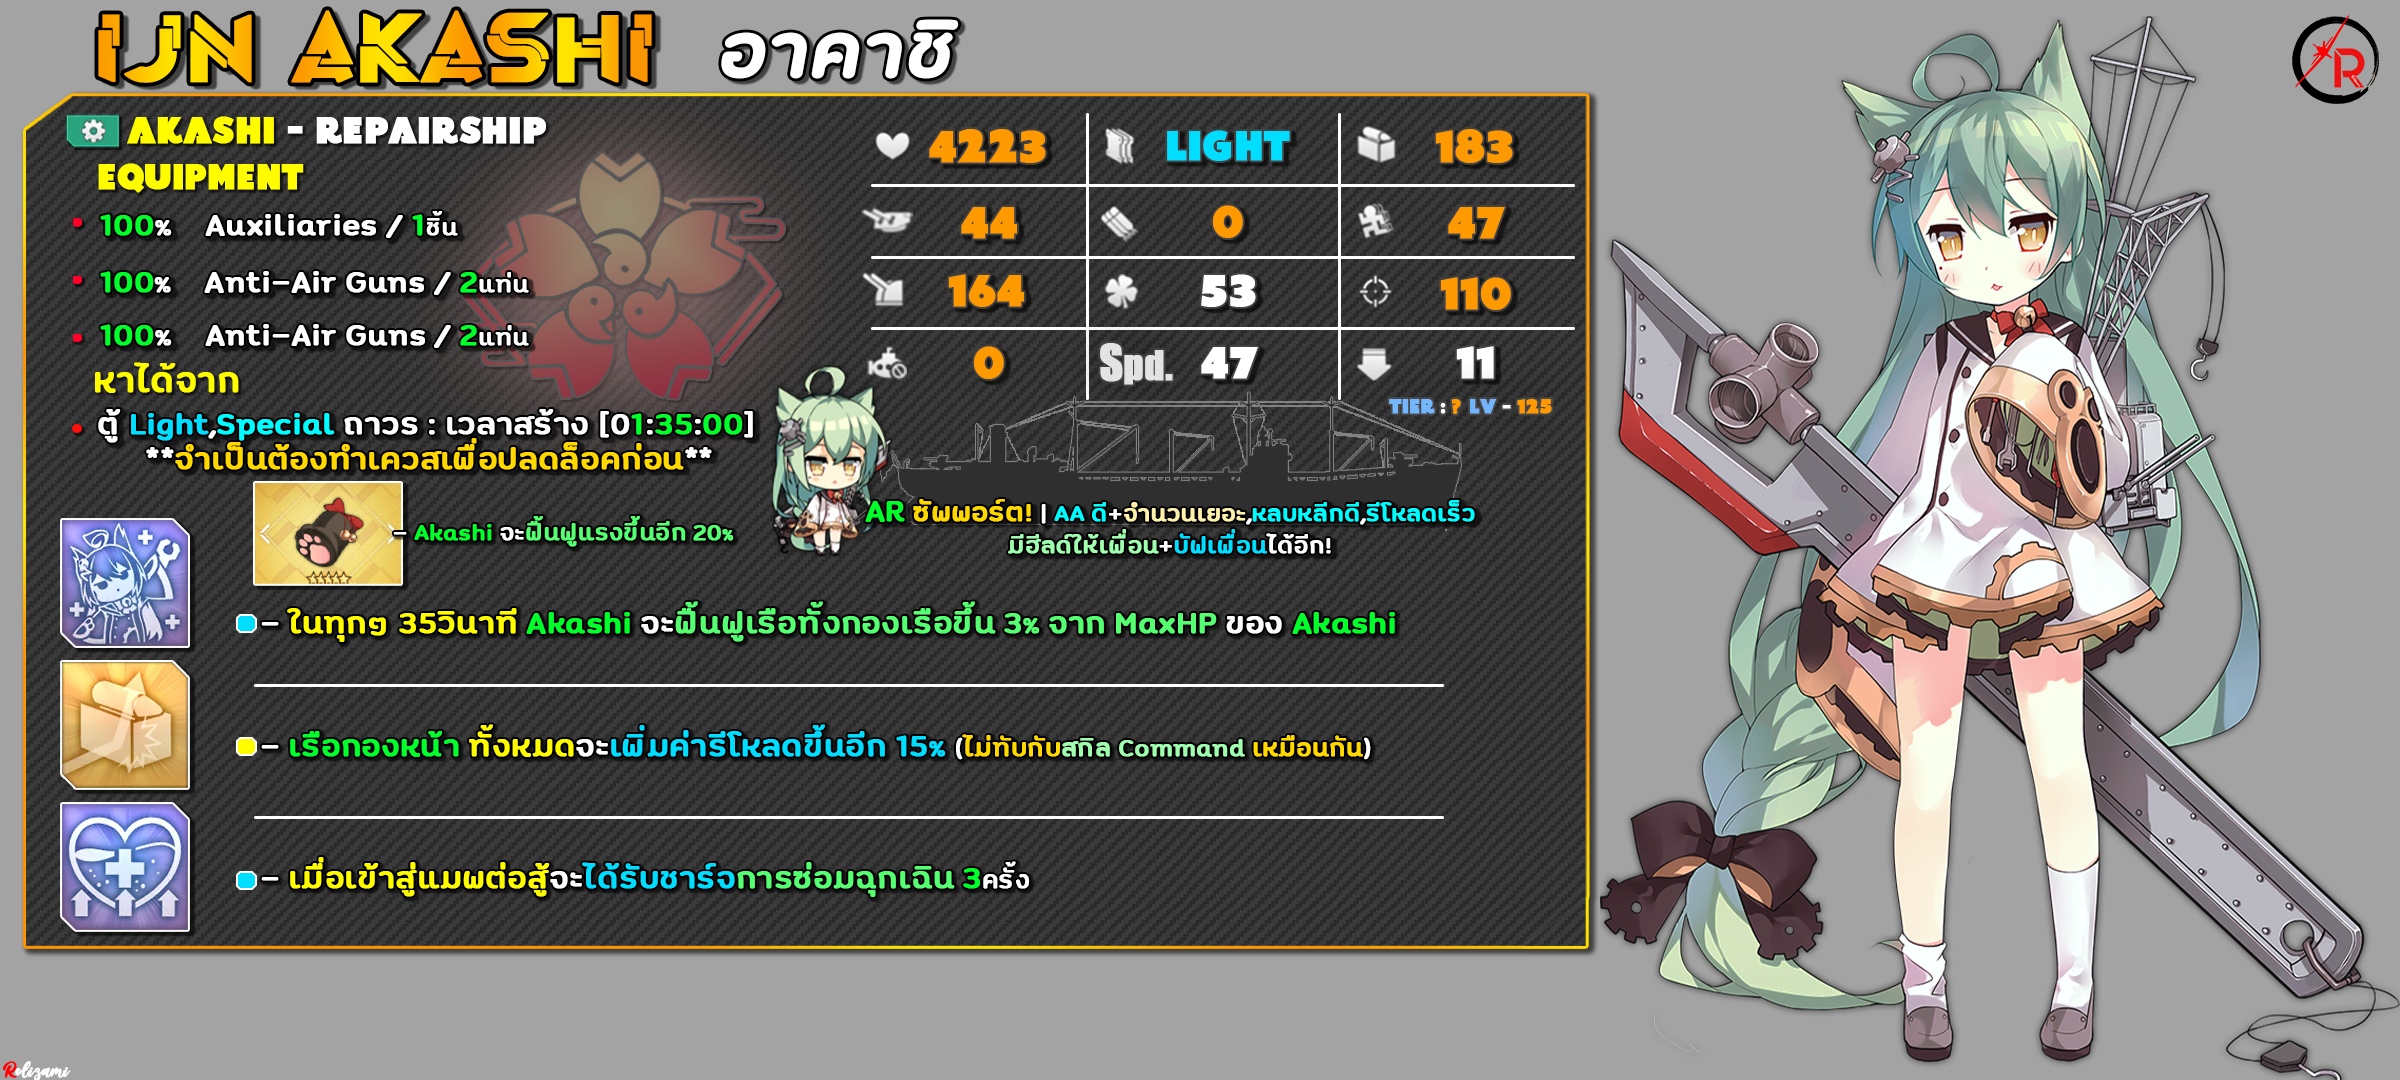 IJN AKASHI อาคาชิ
R
AKASHI - REPAIRSHIP
EQUIPMENT
100% Auxiliaries / 1ชิ้น
100% Anti-Air Guns / 2แท่น
100% Anti-Air Guns / 2แท่น
หาได้จาก
ตู้ Light,Special ถาวร : เวลาสร้าง [01:35:00]
**จำเป็นต้องทำเควสเพื่อปลดล็อคก่อน**
4223 LIGHT 183
44 0 47
164 53 110
0 Spd. 47 11
TIER : ? LV - 125
- Akashi จะฟื้นฟูแรงขึ้นอีก 20%
AR ซัพพอร์ต! | AA ดี+จำนวนเยอะ,หลบหลีกดี,รีโหลดเร็ว
มีฮีลด์ให้เพื่อน+บัฟเพื่อนได้อีก!
- ในทุกๆ 35วินาที Akashi จะฟื้นฟูเรือทั้งกองเรือขึ้น 3% จาก MaxHP ของ Akashi
- เรือกองหน้า ทั้งหมดจะเพิ่มค่ารีโหลดขึ้นอีก 15% (ไม่ทับกับสกิล Command เหมือนกัน)
- เมื่อเข้าสู่แมพต่อสู้จะได้รับชาร์จการซ่อมฉุกเฉิน 3ครั้ง
Rolizami